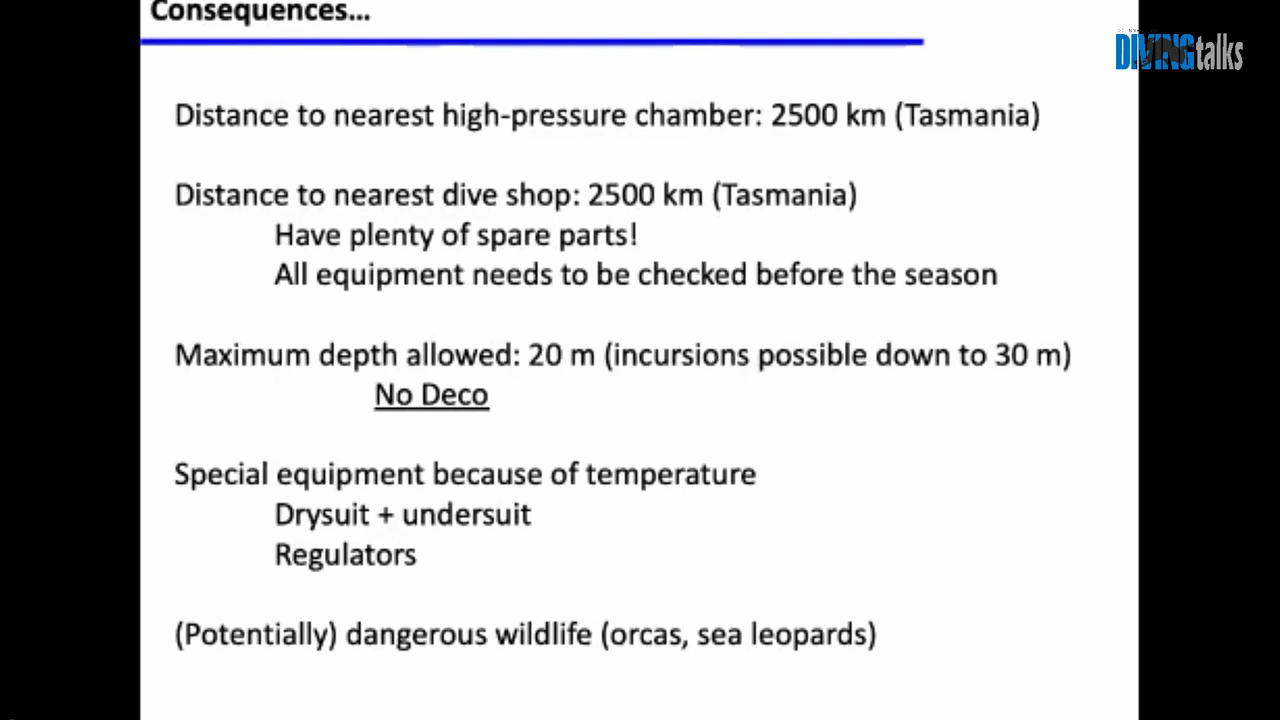 Consequences...
DIVINGtalks
Distance to nearest high-pressure chamber: 2500 km (Tasmania)
Distance to nearest dive shop: 2500 km (Tasmania)
Have plenty of spare parts!
All equipment needs to be checked before the season
Maximum depth allowed: 20 m (incursions possible down to 30 m)
No Deco
Special equipment because of temperature
Drysuit + undersuit
Regulators
(Potentially) dangerous wildlife (orcas, sea leopards)